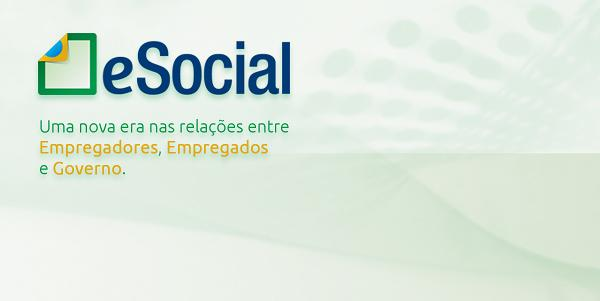 eSocial
Uma nova era nas relações entre
Empregadores, Empregados
e Governo.